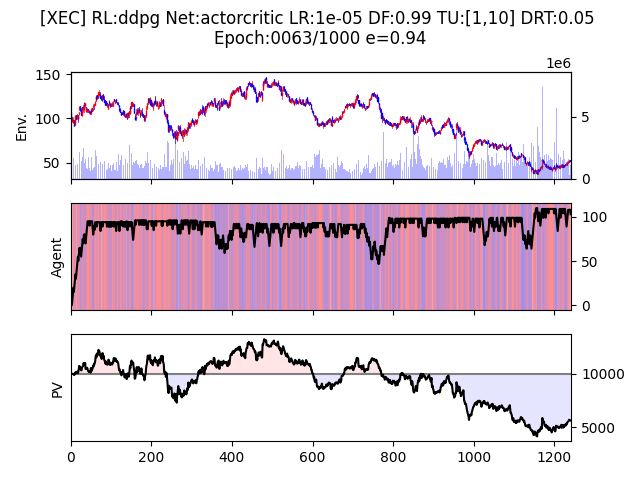 [XEC] RL:ddpg Net:actorcritic LR:1e-05 DF:0.99 TU:[1,10] DRT:0.05
Epoch:0063/1000 e=0.94
1e6
150
100
50
Env.
5
0
Agent
100
50
0
PV
10000
5000
0 200 400 600 800 1000 1200